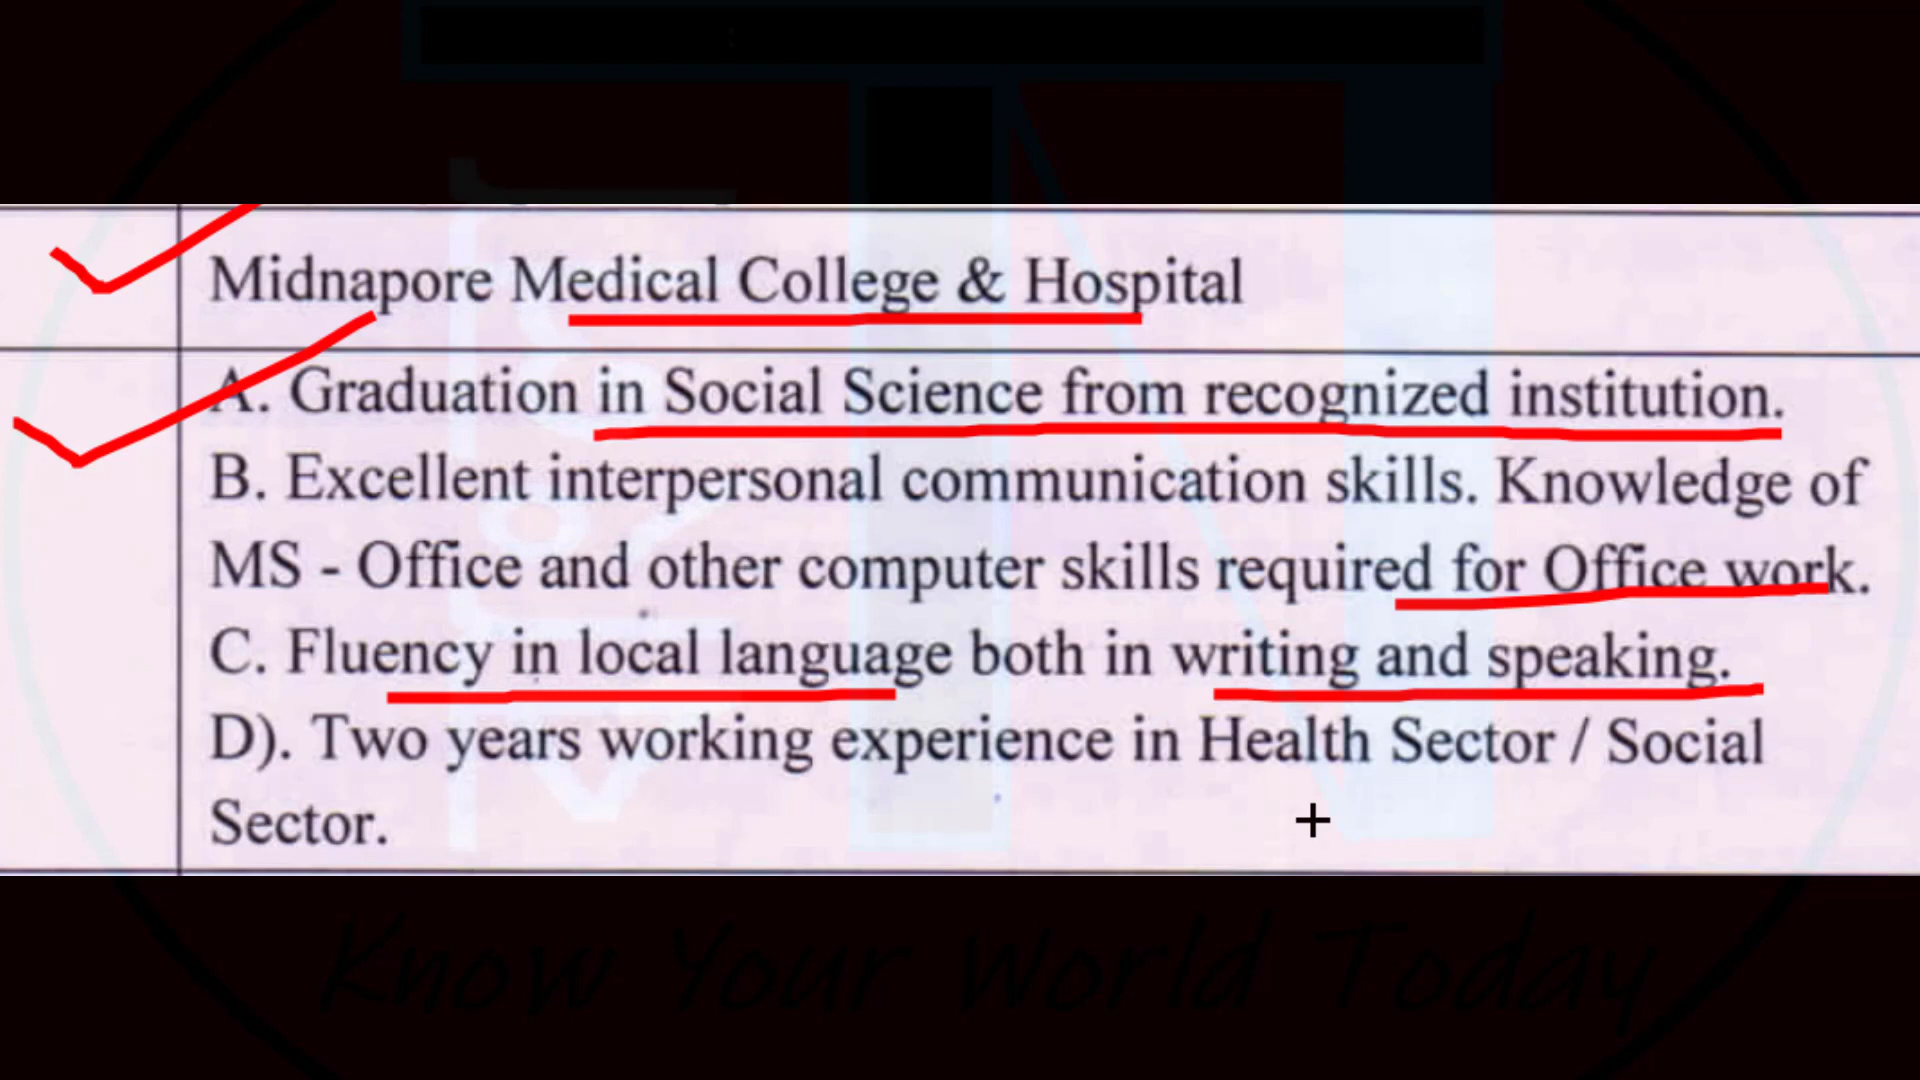 Midnapore Medical College & Hospital
A. Graduation in Social Science from recognized institution.
B. Excellent interpersonal communication skills. Knowledge of
MS - Office and other computer skills required for Office work.
C. Fluency in local language both in writing and speaking.
D). Two years working experience in Health Sector / Social
Sector.
Know Your World Today